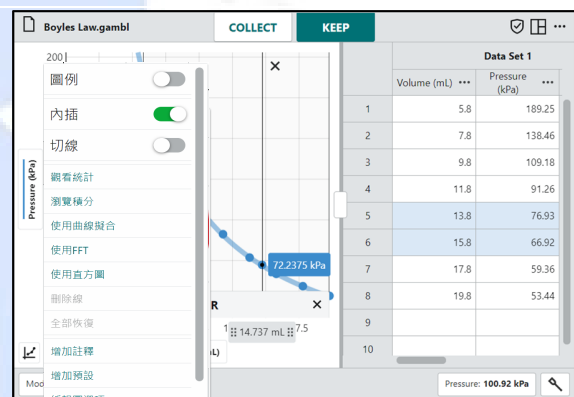 Boyles Law.gambl
COLLECT
KEEP
200
Pressure (kPa)
圖例
內插
切線
觀看統計
瀏覽積分
使用曲線擬合
使用FFT
使用直方圖
刪除線
全部恢復
增加註釋
增加預設
72.2375 kPa
R
1
14.737 mL
7.5
L)
Mod
Data Set 1
Volume (mL)
Pressure
(kPa)
1 5.8 189.25
2 7.8 138.46
3 9.8 109.18
4 11.8 91.26
5 13.8 76.93
6 15.8 66.92
7 17.8 59.36
8 19.8 53.44
9
10
Pressure: 100.92 kPa